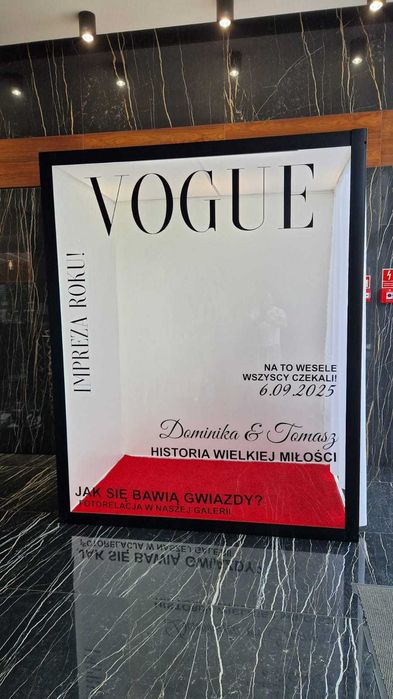 VOGUE
IMPREZA ROKU!
NA TO WESELE
WSZYSCY CZEKALI!
6.09.2025
Dominika & Tomasz
HISTORIA WIELKIEJ MIŁOŚCI
JAK SIĘ BAWIĄ GWIAZDY?
FOTORELACJA W NASZEJ GALERII